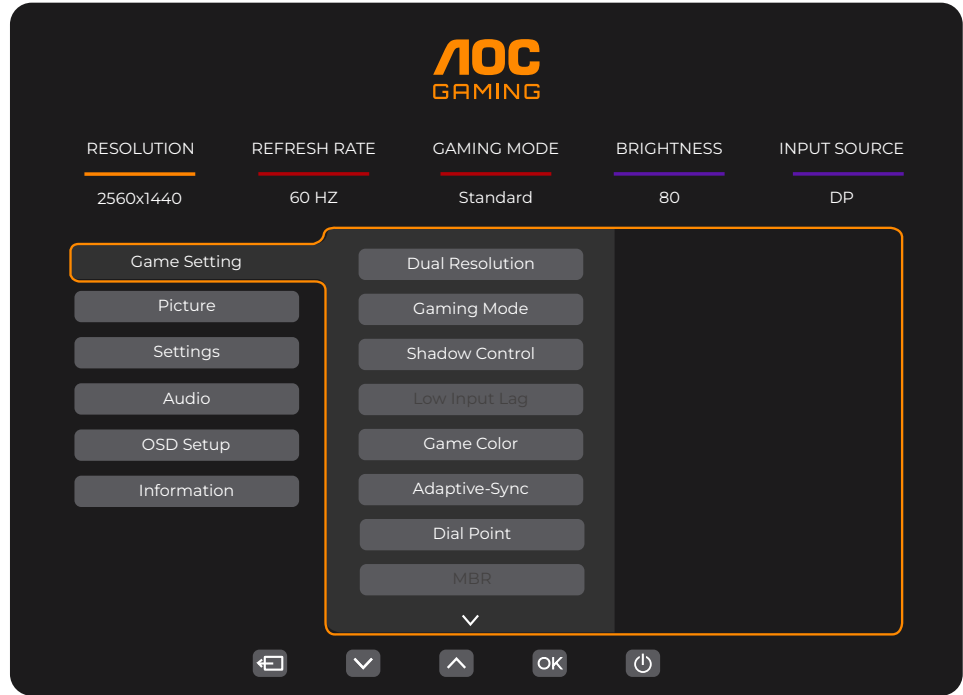 AOC
GAMING
RESOLUTION REFRESH RATE GAMING MODE BRIGHTNESS INPUT SOURCE
2560x1440 60 HZ Standard 80 DP
Game Setting
Picture
Settings
Audio
OSD Setup
Information
Dual Resolution
Gaming Mode
Shadow Control
Low Input Lag
Game Color
Adaptive-Sync
Dial Point
MBR
OK